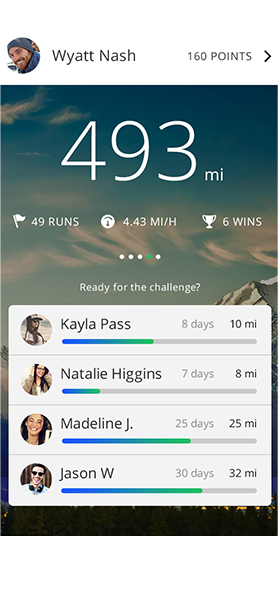 Wyatt Nash 160 POINTS
493 mi
49 RUNS 4.43 MI/H 6 WINS
Ready for the challenge?
Kayla Pass 8 days 10 mi
Natalie Higgins 7 days 8 mi
Madeline J. 25 days 25 mi
Jason W 30 days 32 mi